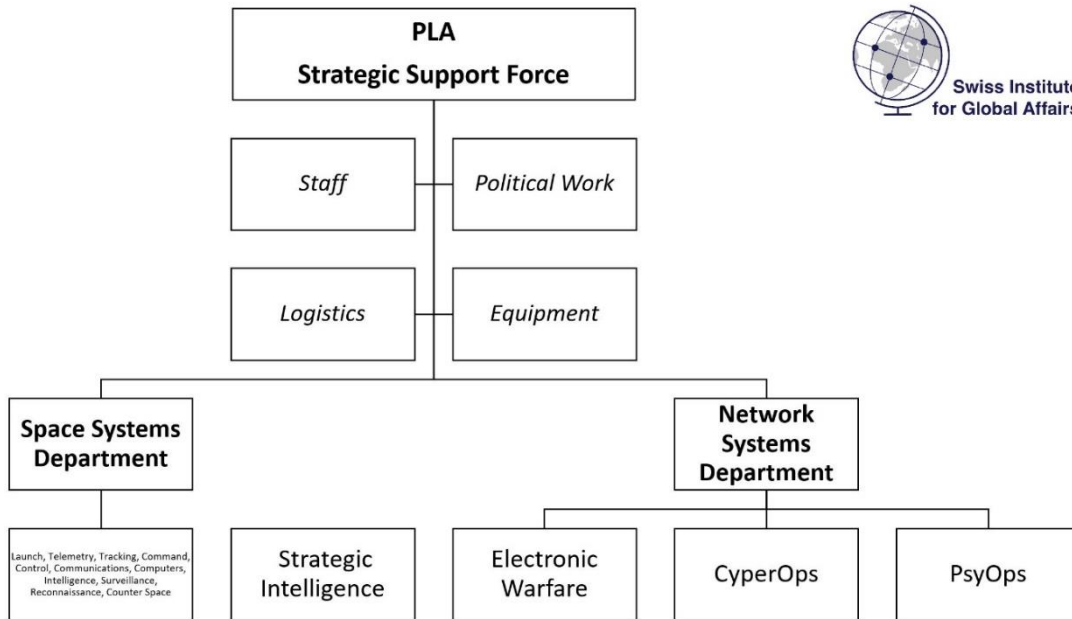 PLA
Strategic Support Force
Swiss Institute
for Global Affairs
Staff
Political Work
Logistics
Equipment
Space Systems
Department
Network
Systems
Department
Launch, Telemetry, Tracking, Command,
Control, Communications, Computers,
Intelligence, Surveillance,
Reconnaissance, Counter Space
Strategic
Intelligence
Electronic
Warfare
CyperOps
PsyOps